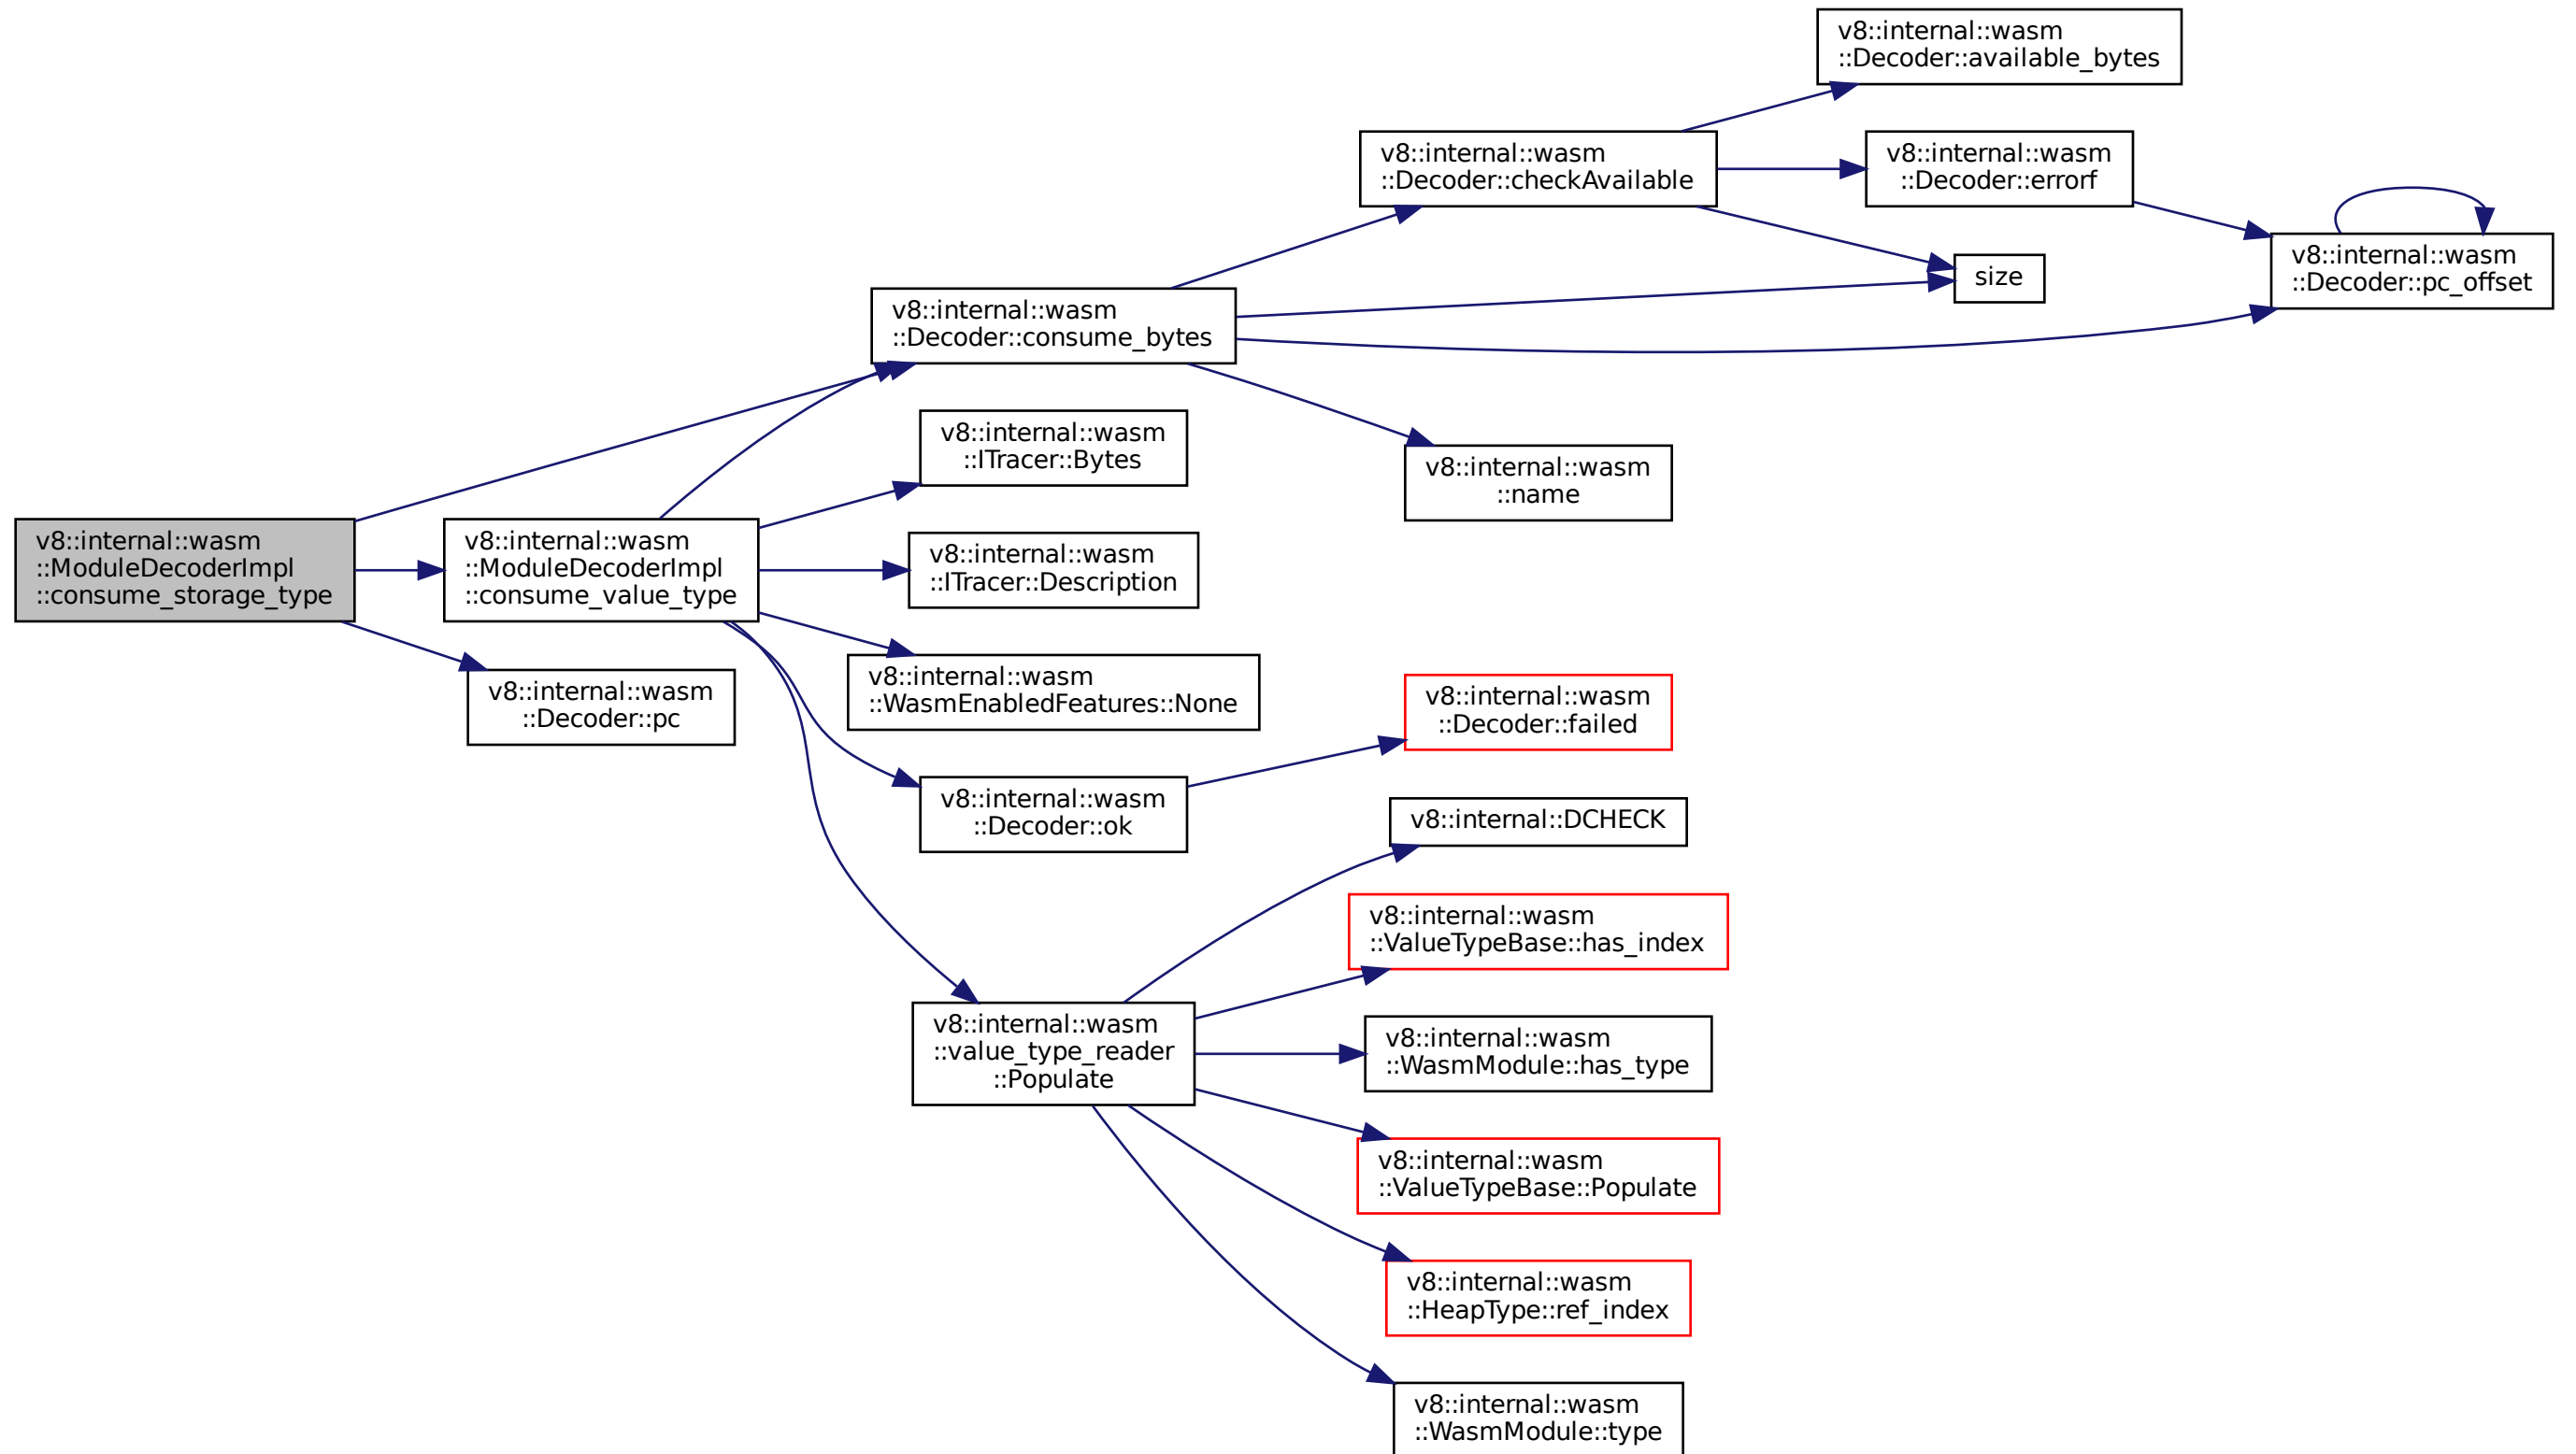 v8::internal::wasm
::ModuleDecoderImpl
::consume_storage_type
v8::internal::wasm
::ModuleDecoderImpl
::consume_value_type
v8::internal::wasm
::Decoder::pc
v8::internal::wasm
::Decoder::consume_bytes
v8::internal::wasm
::ITracer::Bytes
v8::internal::wasm
::ITracer::Description
v8::internal::wasm
::WasmEnabledFeatures::None
v8::internal::wasm
::Decoder::ok
v8::internal::wasm
::value_type_reader
::Populate
v8::internal::wasm
::Decoder::checkAvailable
v8::internal::wasm
::name
v8::internal::wasm
::Decoder::failed
v8::internal::DCHECK
v8::internal::wasm
::ValueTypeBase::has_index
v8::internal::wasm
::WasmModule::has_type
v8::internal::wasm
::ValueTypeBase::Populate
v8::internal::wasm
::HeapType::ref_index
v8::internal::wasm
::WasmModule::type
v8::internal::wasm
::Decoder::available_bytes
v8::internal::wasm
::Decoder::errorf
size
v8::internal::wasm
::Decoder::pc_offset